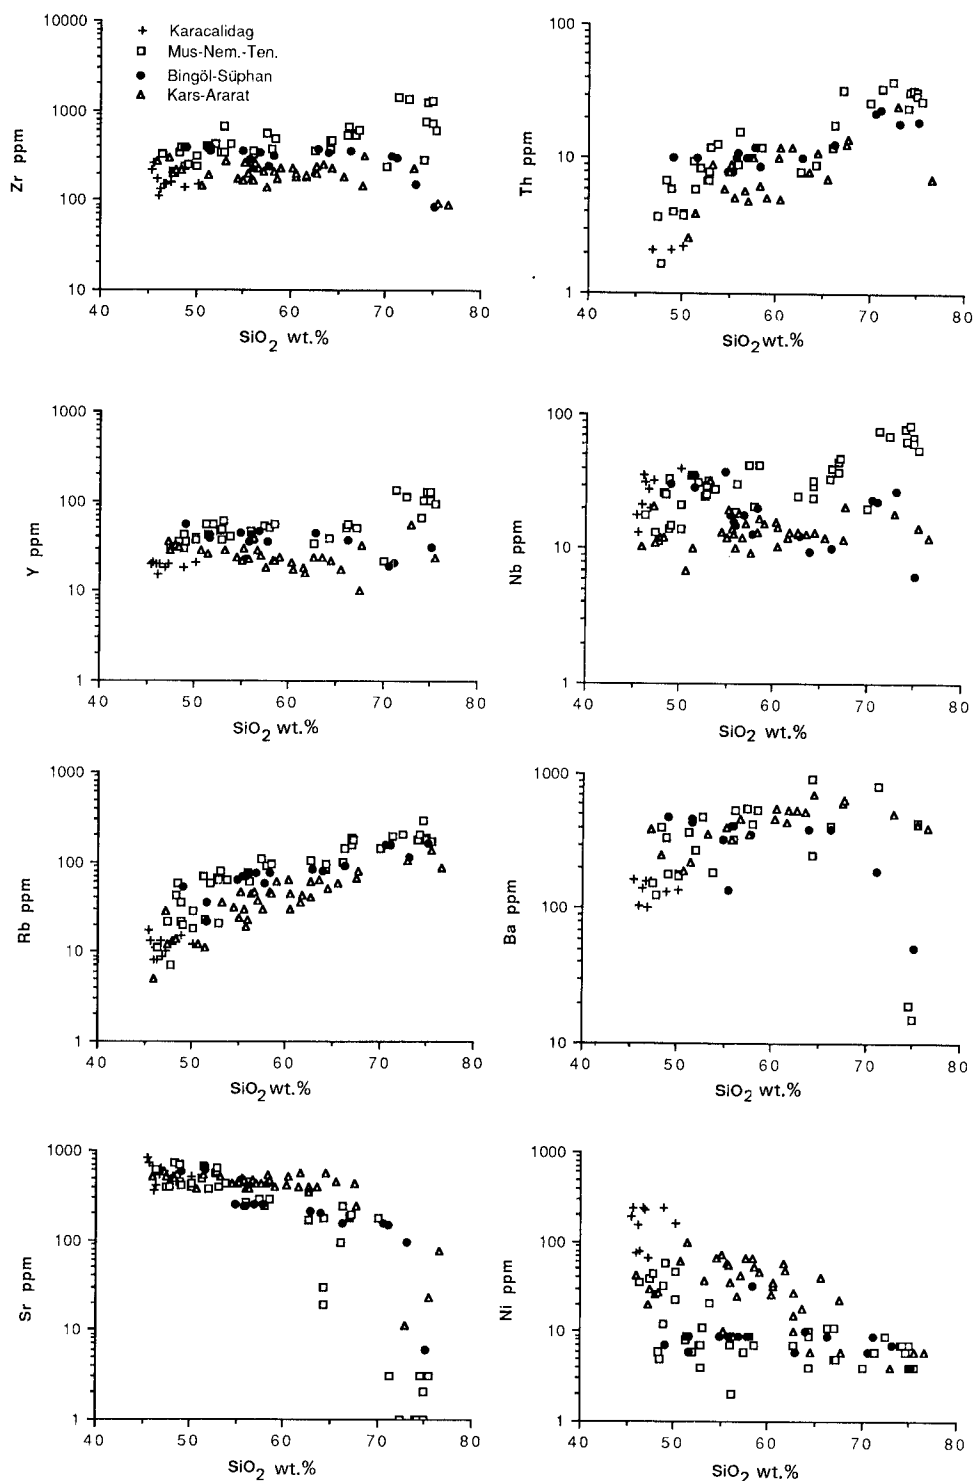 10000
1000
100
10
Zr ppm
+ Karacalidag
□ Mus-Nem.-Ten.
● Bingöl-Süphan
△ Kars-Ararat
40 50 60 70 80
SiO2 wt.%
100
10
1
Th ppm
40 50 60 70 80
SiO2 wt.%
1000
100
10
1
Y ppm
40 50 60 70 80
SiO2 wt.%
100
10
1
Nb ppm
40 50 60 70 80
SiO2 wt.%
1000
100
10
1
Rb ppm
40 50 60 70 80
SiO2 wt.%
1000
100
10
Ba ppm
40 50 60 70 80
SiO2 wt.%
1000
100
10
1
Sr ppm
40 50 60 70 80
SiO2 wt.%
1000
100
10
1
Ni ppm
40 50 60 70 80
SiO2 wt.%